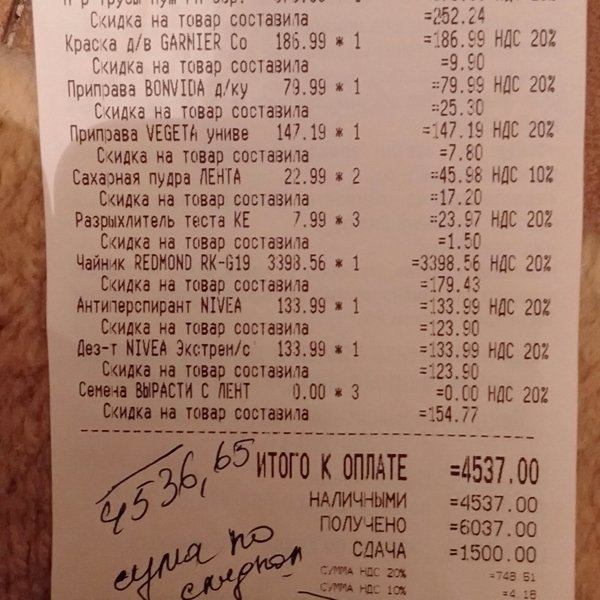 =252.24
Скидка на товар составила
Краска д/в GARNIER Co 186.99 * 1 =186.99 НДС 20%
Скидка на товар составила =9.90
Приправа BONVIDA д/ку 79.99 * 1 =79.99 НДС 20%
Скидка на товар составила =25.30
Приправа VEGETA униве 147.19 * 1 =147.19 НДС 20%
Скидка на товар составила =7.80
Сахарная пудра ЛЕНТА 22.99 * 2 =45.98 НДС 10%
Скидка на товар составила =17.20
Разрыхлитель теста КЕ 7.99 * 3 =23.97 НДС 20%
Скидка на товар составила =1.50
Чайник REDMOND RK-G19 3398.56 * 1 =3398.56 НДС 20%
Скидка на товар составила =179.43
Антиперспирант NIVEA 133.99 * 1 =133.99 НДС 20%
Скидка на товар составила =123.90
Дез-т NIVEA Экстрем/с 133.99 * 1 =133.99 НДС 20%
Скидка на товар составила =123.90
Семена ВЫРАСТИ С ЛЕНТ 0.00 * 3 =0.00 НДС 20%
Скидка на товар составила =154.77
4536,65
ИТОГО К ОПЛАТЕ =4537.00
НАЛИЧНЫМИ =4537.00
ПОЛУЧЕНО =6037.00
СДАЧА =1500.00
СУММА НДС 20% =748.61
СУММА НДС 10% =4.18
сума по